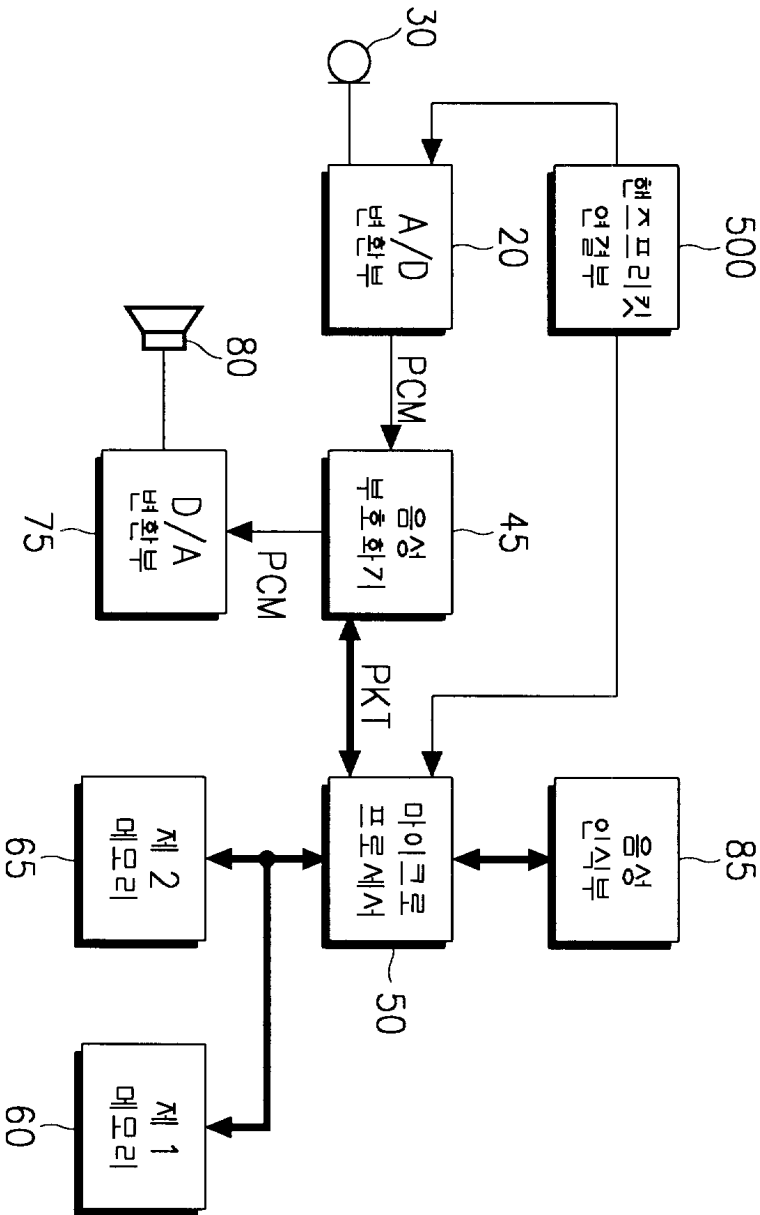 500
핸즈프리킷
연결부
85
음성
인식부
30
20
A/D
변환부
PCM
45
음성
부호화기
PKT
마이크로
프로세서
50
80
PCM
D/A
변환부
75
제 2
메모리
65
제 1
메모리
60